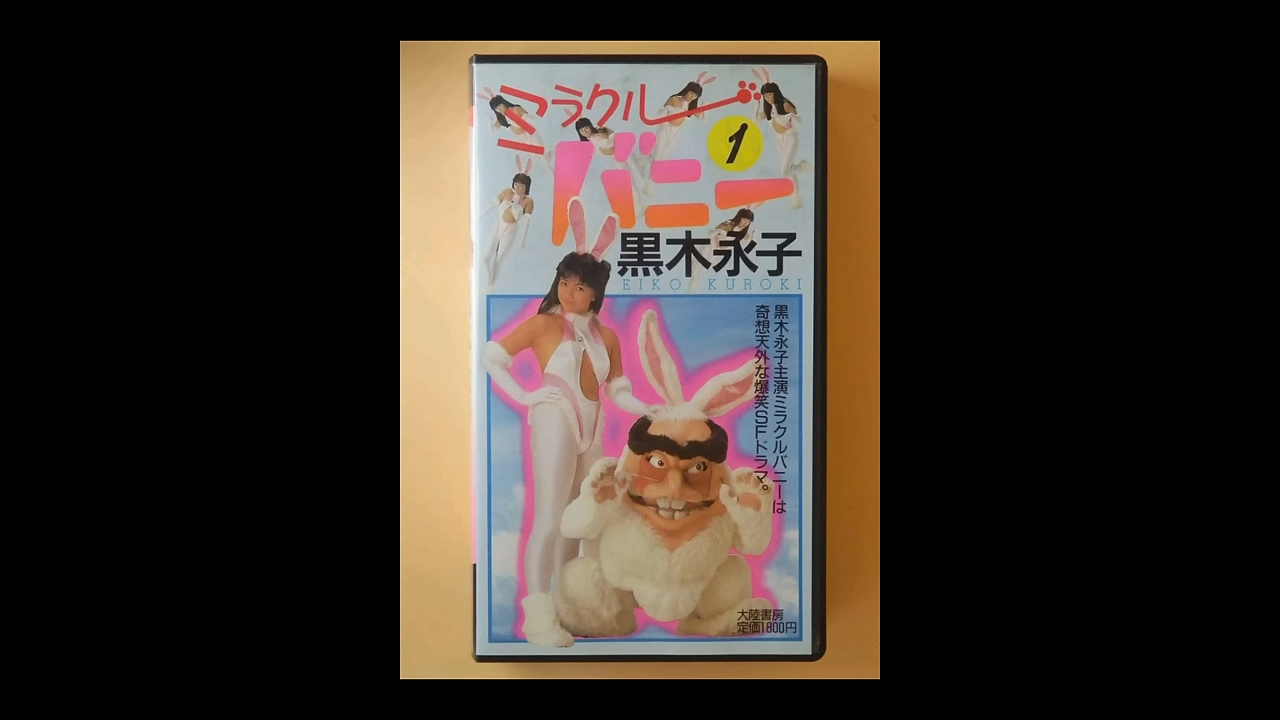 ミラクル
バニー
1
黒木永子
EIKO KUROKI
黒木永子主演ミラクルバニーは
奇想天外な爆笑SFドラマ。
大陸書房
定価1800円